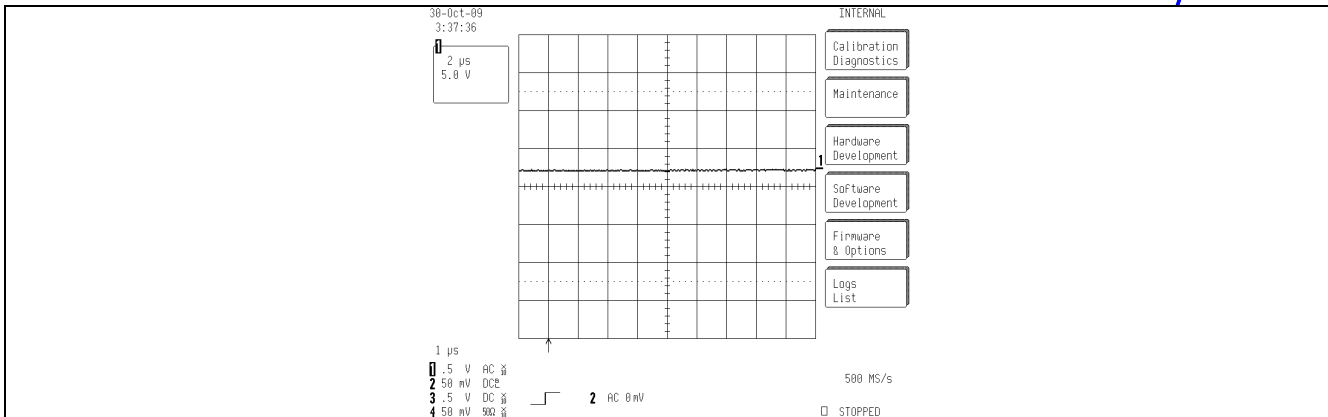 30-Oct-09
3:37:36
1
2 µs
5.0 V
INTERNAL
Calibration
Diagnostics
Maintenance
Hardware
Development
Software
Development
Firmware
& Options
Logs
List
1
1 µs
1 .5 V AC
2 50 mV DC
3 .5 V DC
4 50 mV 50Ω
2 AC 0mV
500 MS/s
STOPPED